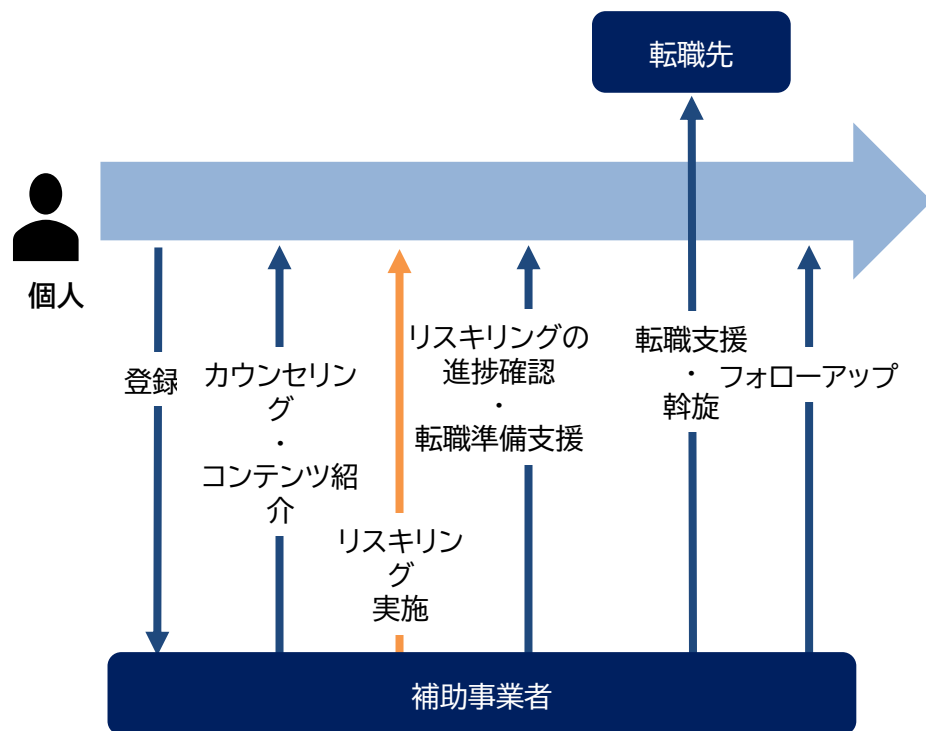 転職先
個人
登録
カウンセリン
グ
・
コンテンツ紹
介
リスキリン
グ
実施
リスキリングの
進捗確認
・
転職準備支援
転職支援
・
斡旋
フォローアップ
補助事業者